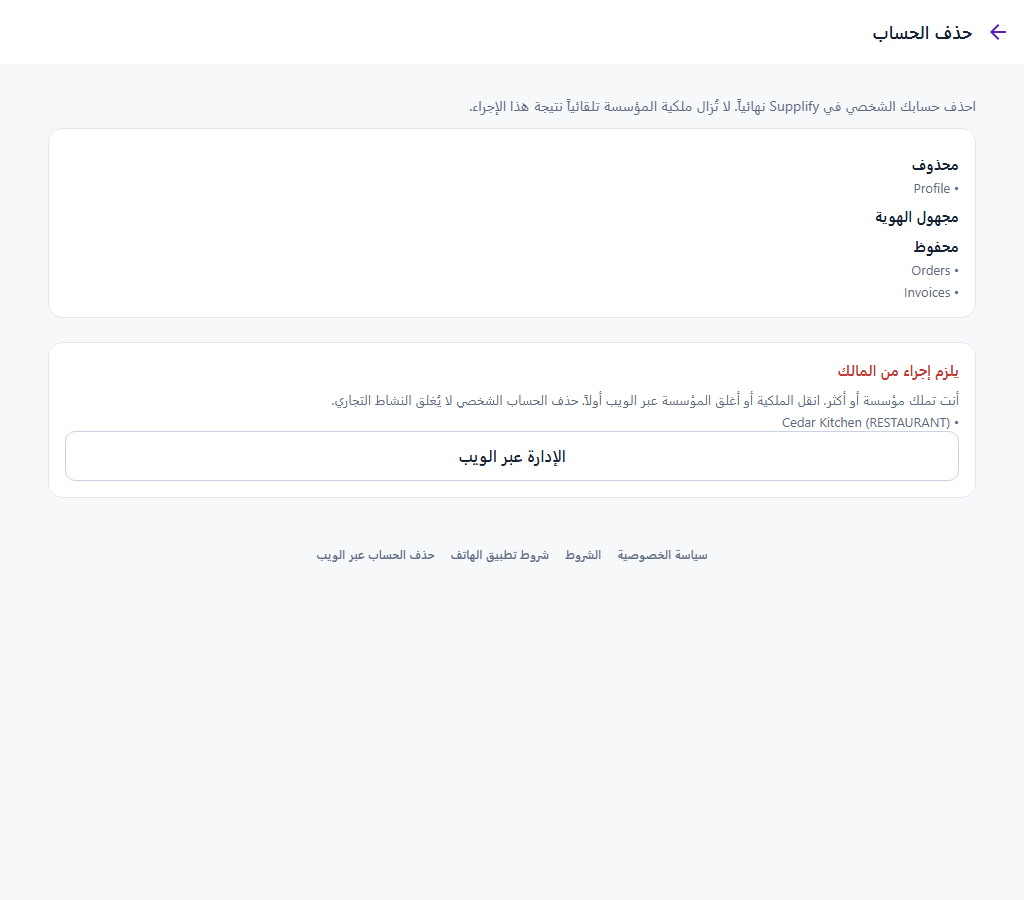 حذف الحساب
احذف حسابك الشخصي في Supplify نهائياً. لا تُزال ملكية المؤسسة تلقائياً نتيجة هذا الإجراء.
محذوف
• Profile
مجهول الهوية
محفوظ
• Orders
• Invoices
يلزم إجراء من المالك
أنت تملك مؤسسة أو أكثر. انقل الملكية أو أغلق المؤسسة عبر الويب أولاً. حذف الحساب الشخصي لا يُغلق النشاط التجاري.
• Cedar Kitchen (RESTAURANT)
الإدارة عبر الويب
سياسة الخصوصية الشروط شروط تطبيق الهاتف حذف الحساب عبر الويب